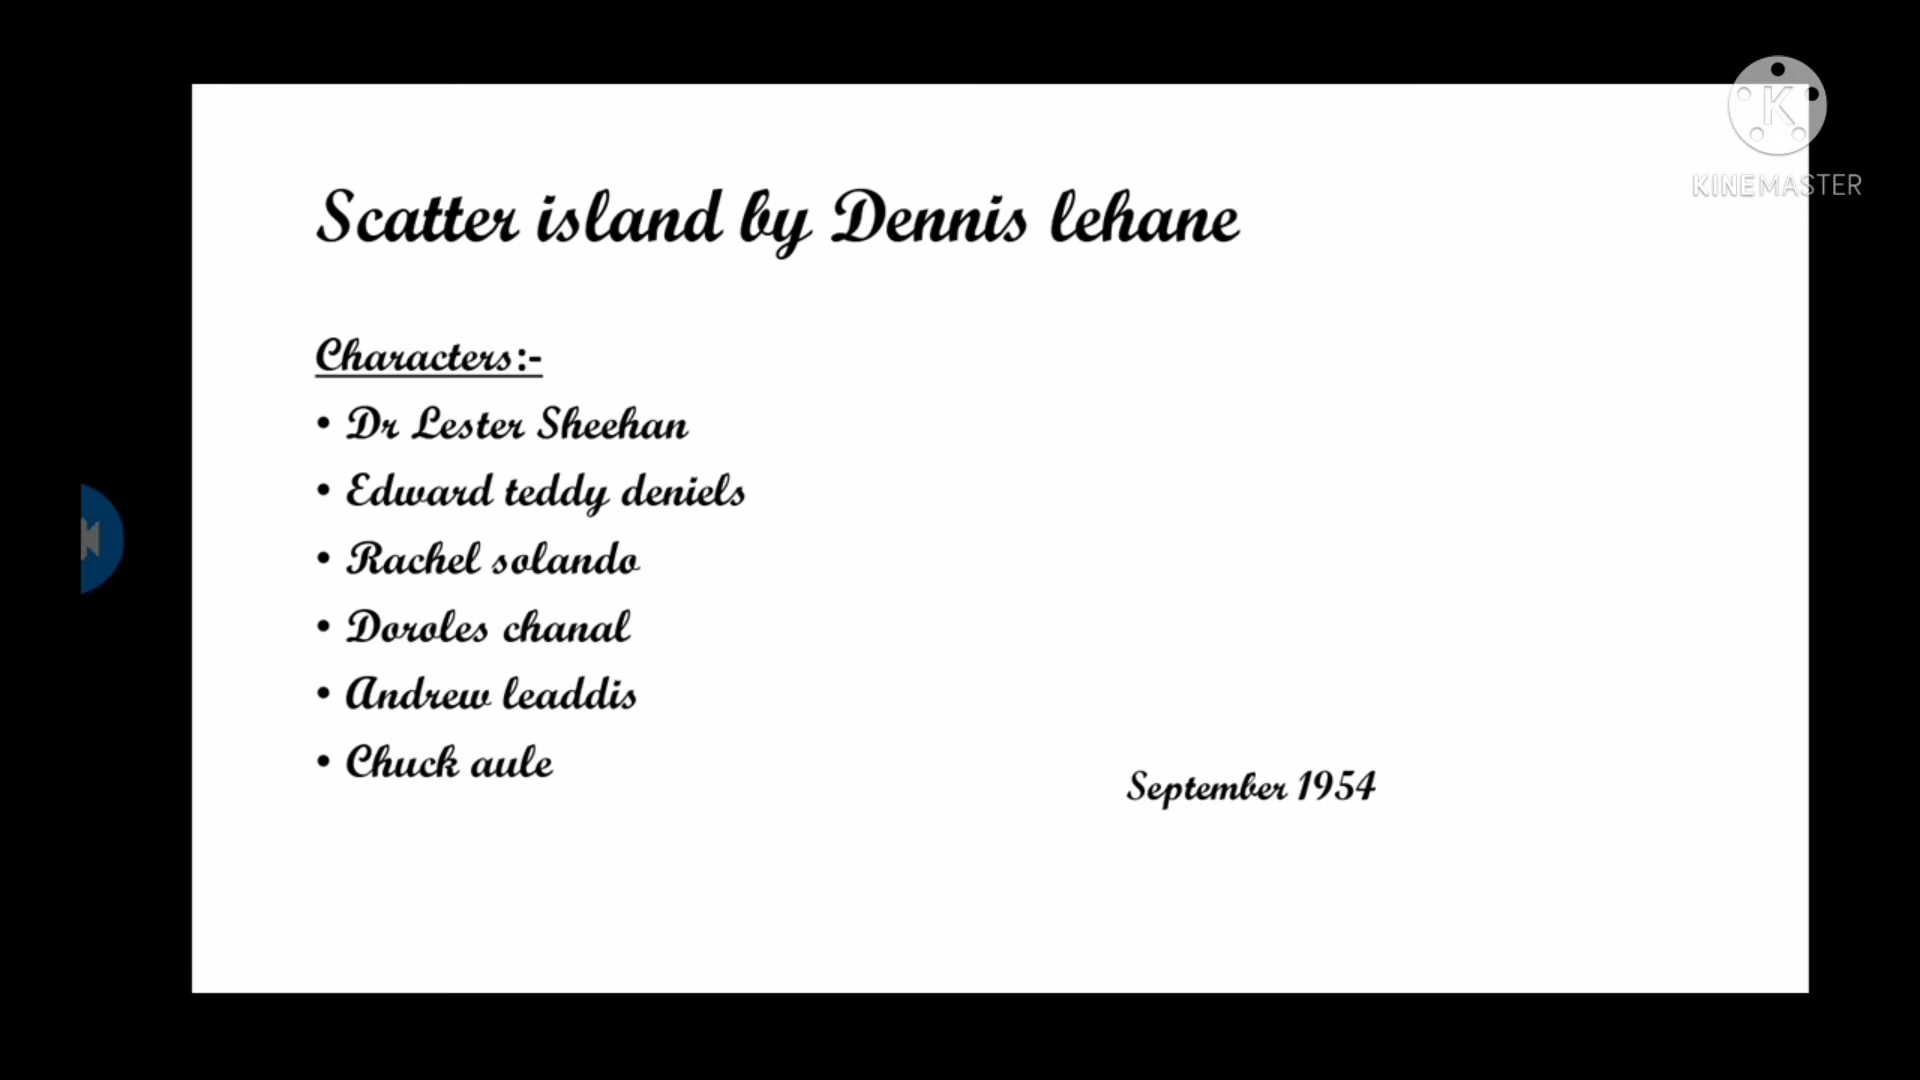 Scatter island by Dennis lehane
Characters:-
• Dr Lester Sheehan
• Edward teddy deniels
• Rachel solando
• Doroles chanal
• Andrew leaddis
• Chuck aule
September 1954
K
KINEMASTER